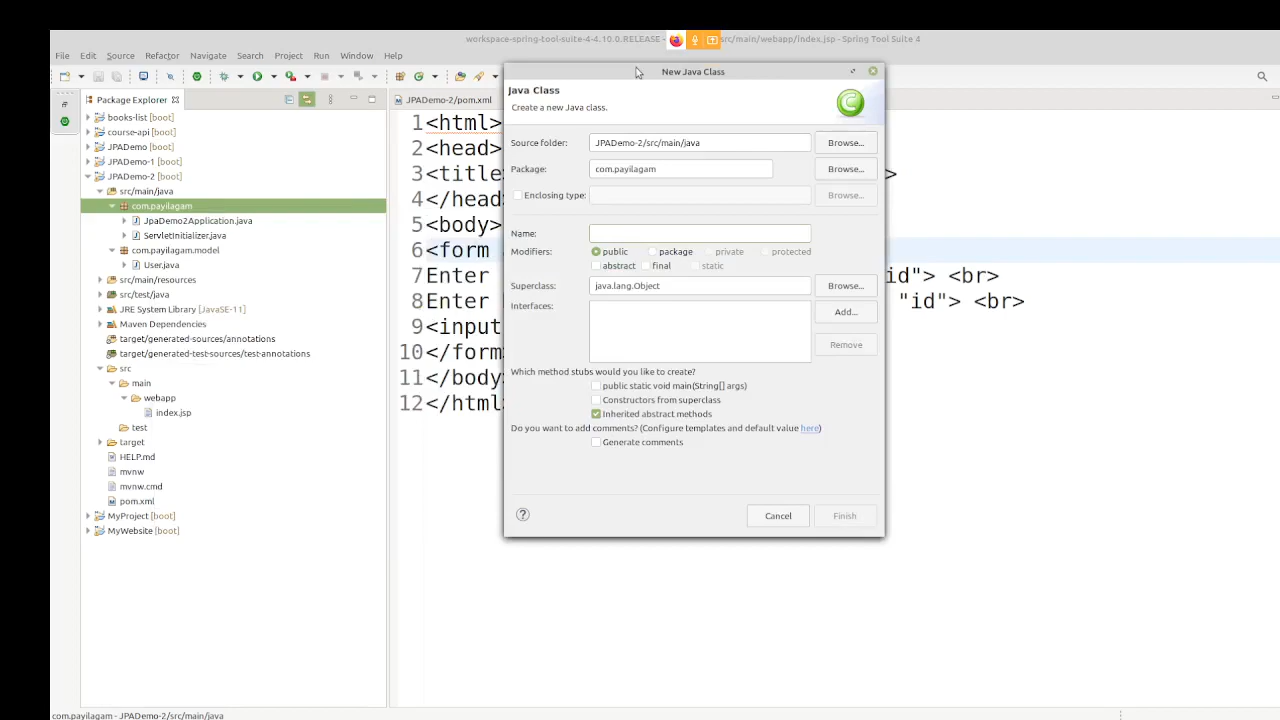 workspace-spring-tool-suite-4-4.10.0.RELEASE - src/main/webapp/index.jsp - Spring Tool Suite 4
File Edit Source Refactor Navigate Search Project Run Window Help
New Java Class
Java Class
Create a new Java class.
Source folder: JPADemo-2/src/main/java Browse...
Package: com.payilagam Browse...
Enclosing type: Browse...
Name:
Modifiers: public package private protected
abstract final static
Superclass: java.lang.Object Browse...
Interfaces: Add...
Remove
Which method stubs would you like to create?
public static void main(String[] args)
Constructors from superclass
Inherited abstract methods
Do you want to add comments? (Configure templates and default value here)
Generate comments
Cancel Finish
Package Explorer
books-list [boot]
course-api [boot]
JPADemo [boot]
JPADemo-1 [boot]
JPADemo-2 [boot]
src/main/java
com.payilagam
JpaDemo2Application.java
ServletInitializer.java
com.payilagam.model
User.java
src/main/resources
src/test/java
JRE System Library [JavaSE-11]
Maven Dependencies
target/generated-sources/annotations
target/generated-test-sources/test-annotations
src
main
webapp
index.jsp
test
target
HELP.md
mvnw
mvnw.cmd
pom.xml
MyProject [boot]
MyWebsite [boot]
JPADemo-2/pom.xml
1 <html>
2 <head>
3 <title >
4 </head
5 <body>
6 <form
7 Enter id"> <br>
8 Enter "id"> <br>
9 <input
10 </form
11 </body
12 </html
com.payilagam - JPADemo-2/src/main/java